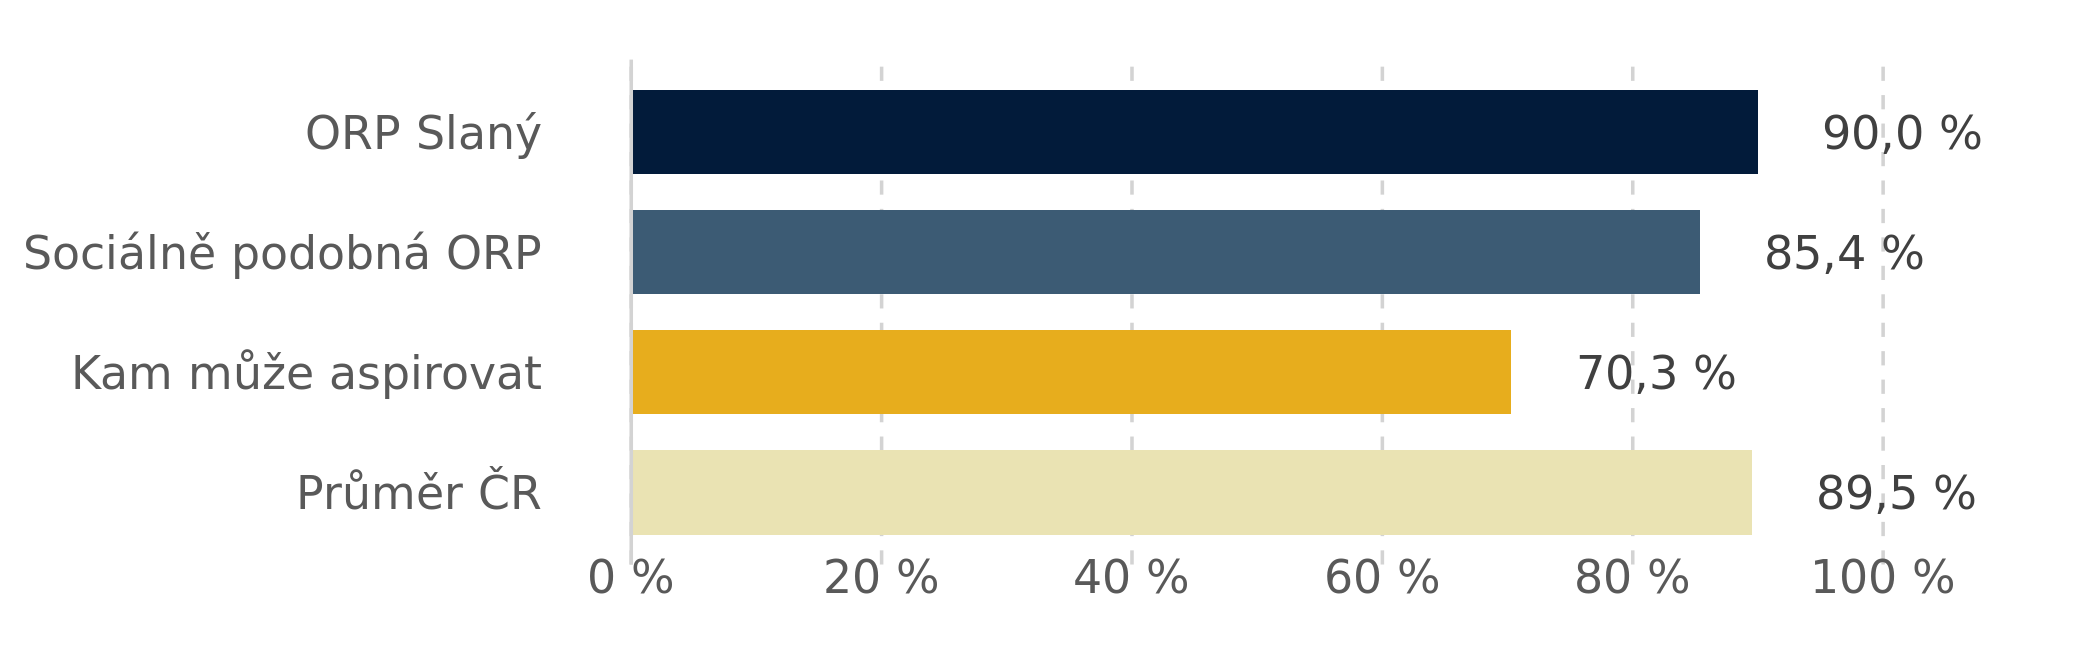 ORP Slaný 90,0 %
Sociálně podobná ORP 85,4 %
Kam může aspirovat 70,3 %
Průměr ČR 89,5 %
0 % 20 % 40 % 60 % 80 % 100 %